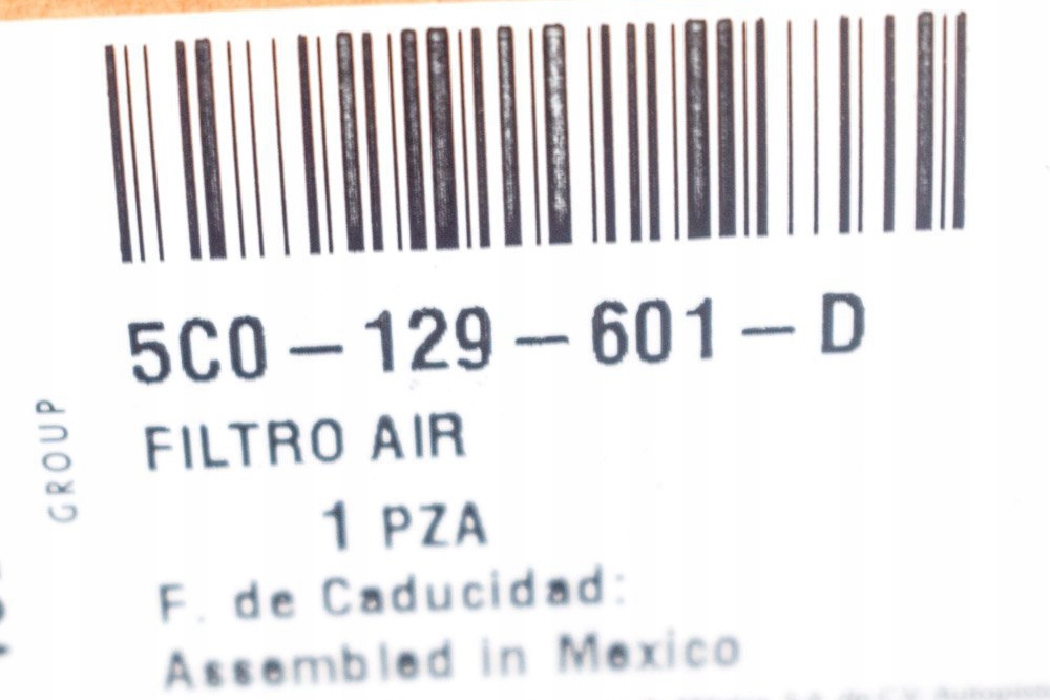 5C0-129-601-D
FILTRO AIR
1 PZA
F. de Caducidad:
Assembled in Mexico
GROUP